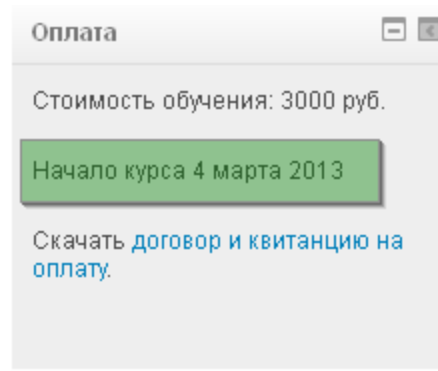 Оплата
Стоимость обучения: 3000 руб.
Начало курса 4 марта 2013
Скачать договор и квитанцию на
оплату.